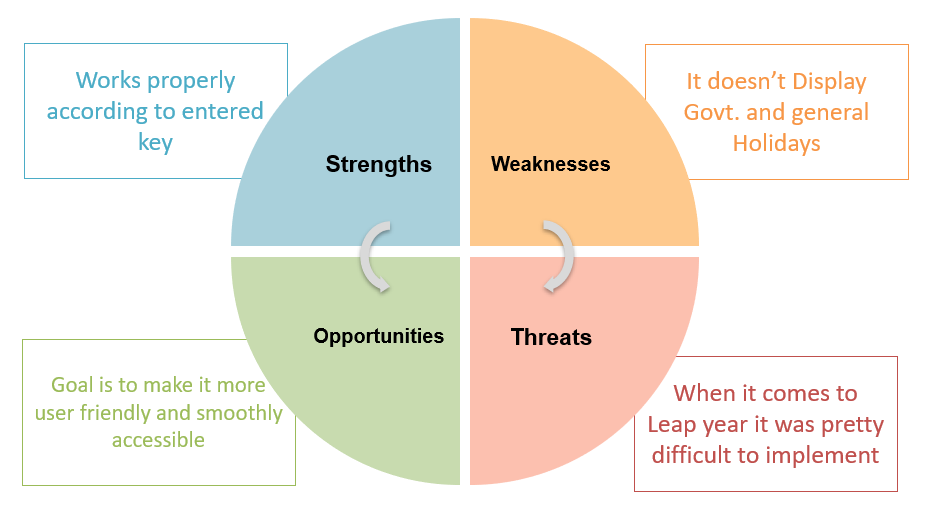 Works properly
according to entered
key
Strengths
Weaknesses
It doesn’t Display
Govt. and general
Holidays
Goal is to make it more
user friendly and smoothly
accessible
Opportunities
Threats
When it comes to
Leap year it was pretty
difficult to implement